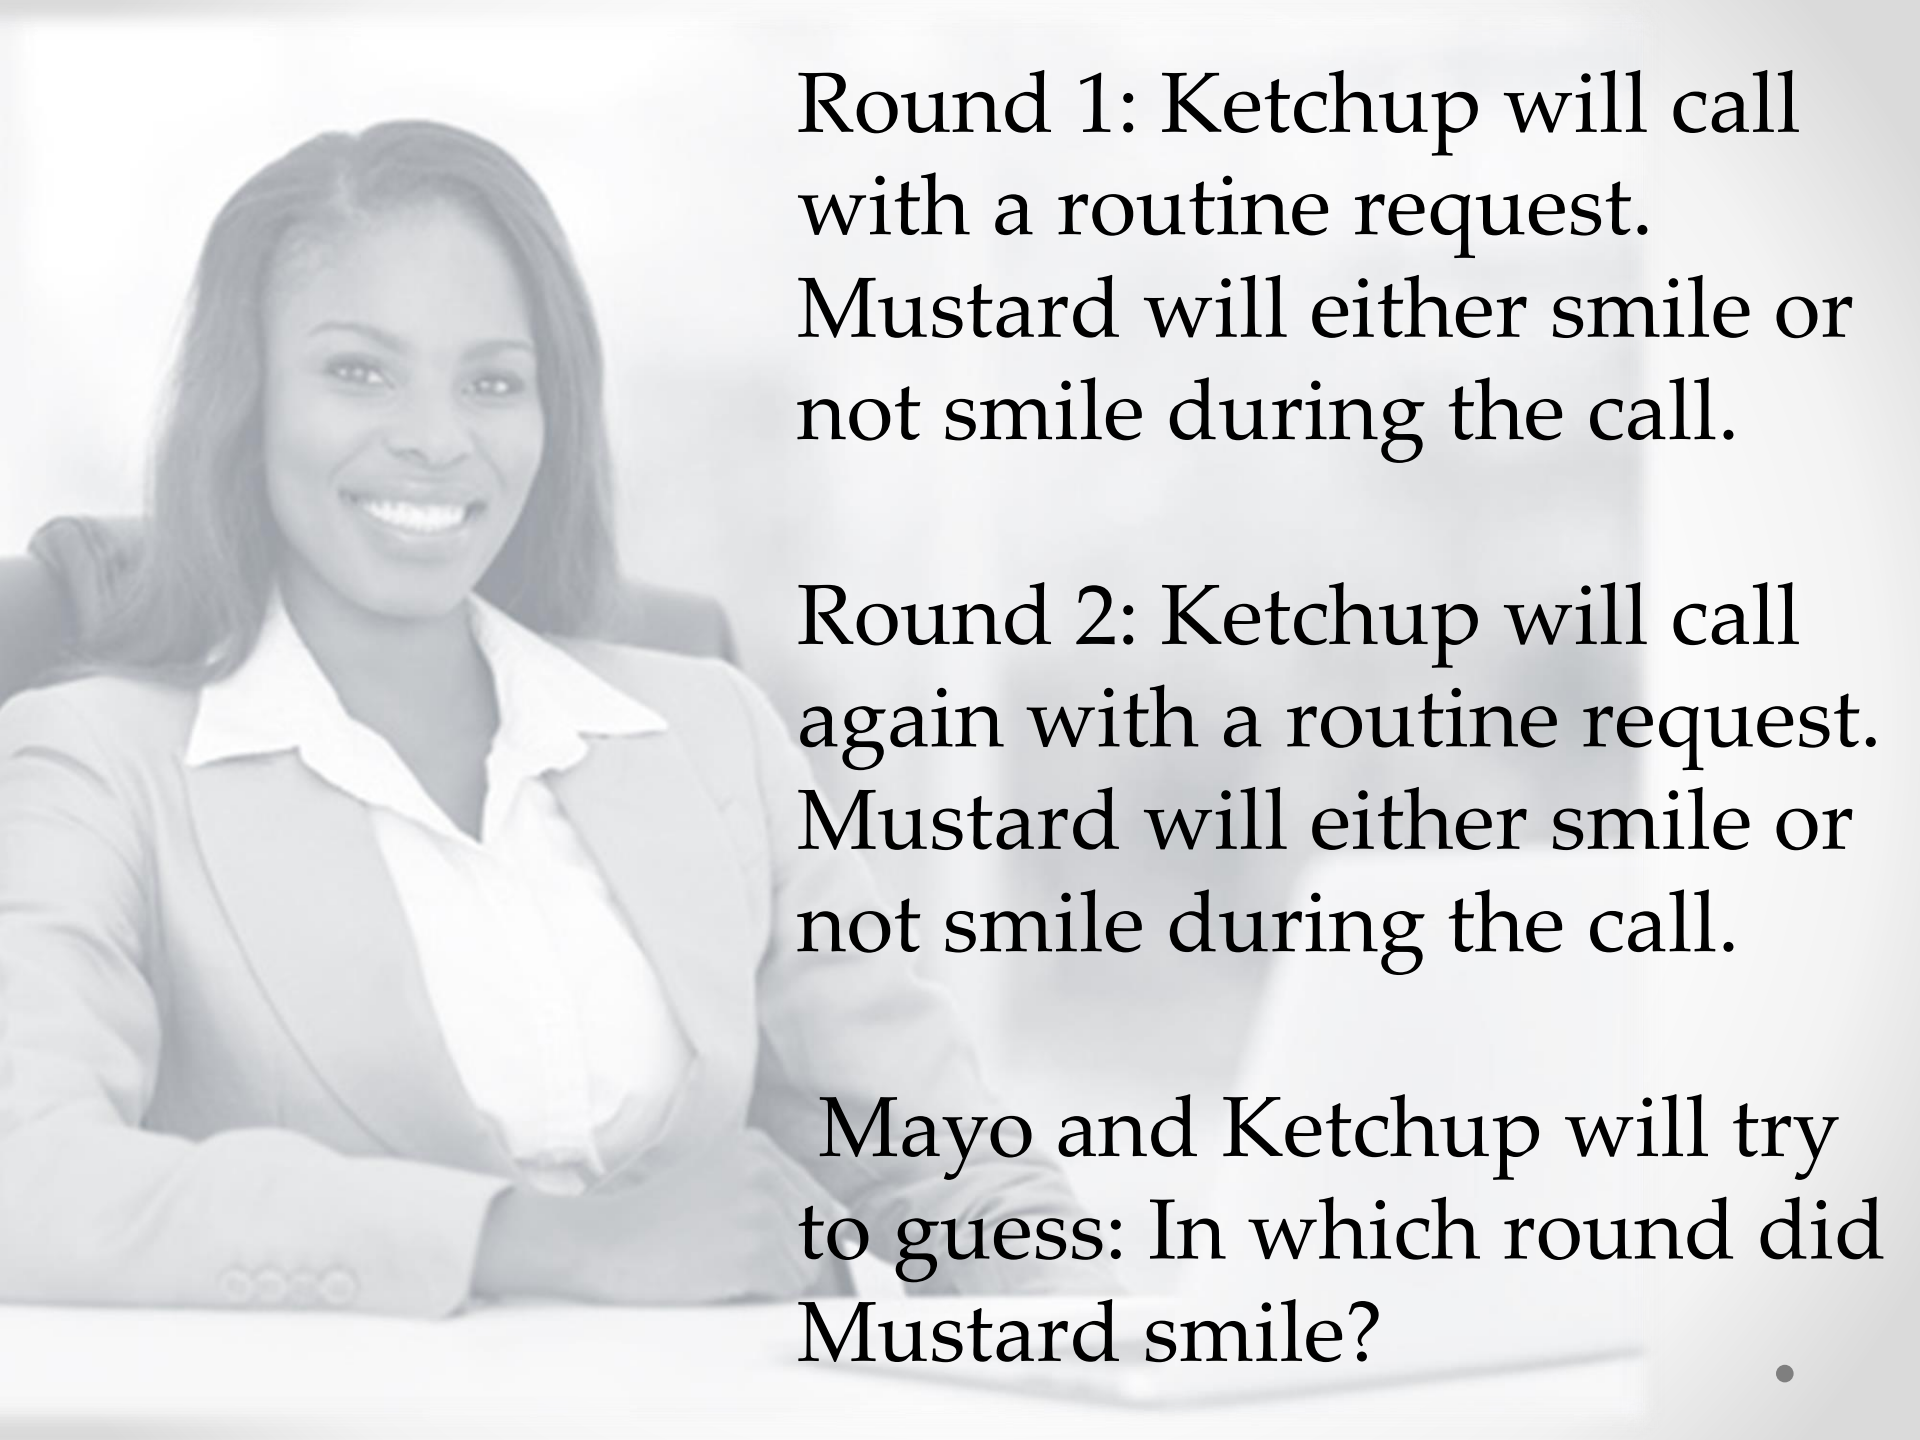 Round 1: Ketchup will call
with a routine request.
Mustard will either smile or
not smile during the call.
Round 2: Ketchup will call
again with a routine request.
Mustard will either smile or
not smile during the call.
Mayo and Ketchup will try
to guess: In which round did
Mustard smile?